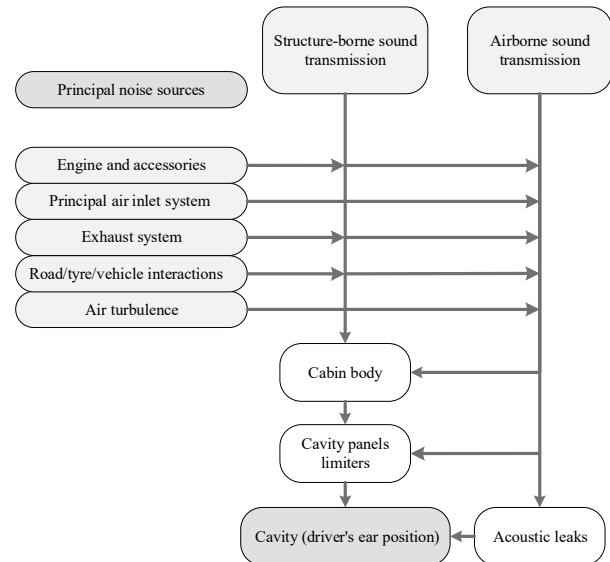 Structure-borne sound
transmission
Airborne sound
transmission
Principal noise sources
Engine and accessories
Principal air inlet system
Exhaust system
Road/tyre/vehicle interactions
Air turbulence
Cabin body
Cavity panels
limiters
Cavity (driver's ear position)
Acoustic leaks